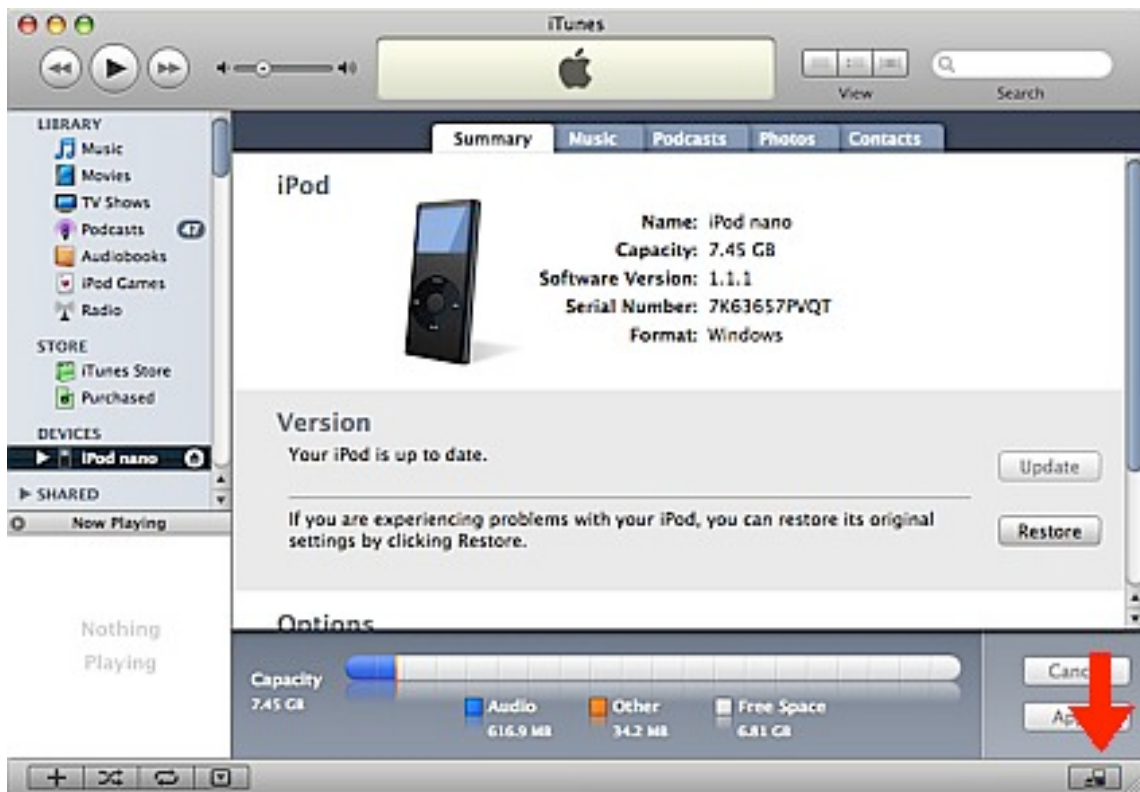 iTunes
View
Search
LIBRARY
Music
Movies
TV Shows
Podcasts 47
Audiobooks
iPod Games
Radio
STORE
iTunes Store
Purchased
DEVICES
iPod nano
SHARED
Now Playing
Nothing
Playing
Summary Music Podcasts Photos Contacts
iPod
Name: iPod nano
Capacity: 7.45 GB
Software Version: 1.1.1
Serial Number: 7K63657PVQT
Format: Windows
Version
Your iPod is up to date.
Update
If you are experiencing problems with your iPod, you can restore its original
settings by clicking Restore.
Restore
Options
Capacity
7.45 GB
Audio
616.9 MB
Other
34.2 MB
Free Space
6.81 GB